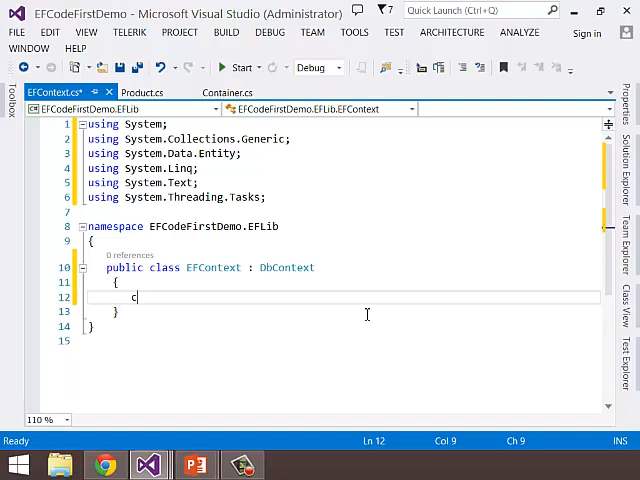 EFCodeFirstDemo - Microsoft Visual Studio (Administrator)
7
Quick Launch (Ctrl+Q)
FILE EDIT VIEW TELERIK PROJECT BUILD DEBUG TEAM TOOLS TEST ARCHITECTURE ANALYZE
Sign in
WINDOW HELP
Start Debug
EFContext.cs* Product.cs Container.cs
EFCodeFirstDemo.EFLib EFCodeFirstDemo.EFLib.EFContext
Toolbox
1 using System;
2 using System.Collections.Generic;
3 using System.Data.Entity;
4 using System.Linq;
5 using System.Text;
6 using System.Threading.Tasks;
7
8 namespace EFCodeFirstDemo.EFLib
9 {
0 references
10 public class EFContext : DbContext
11 {
12 c
13 }
14 }
15
Properties
Solution Explorer
Team Explorer
Class View
Test Explorer
110 %
Ready Ln 12 Col 9 Ch 9 INS